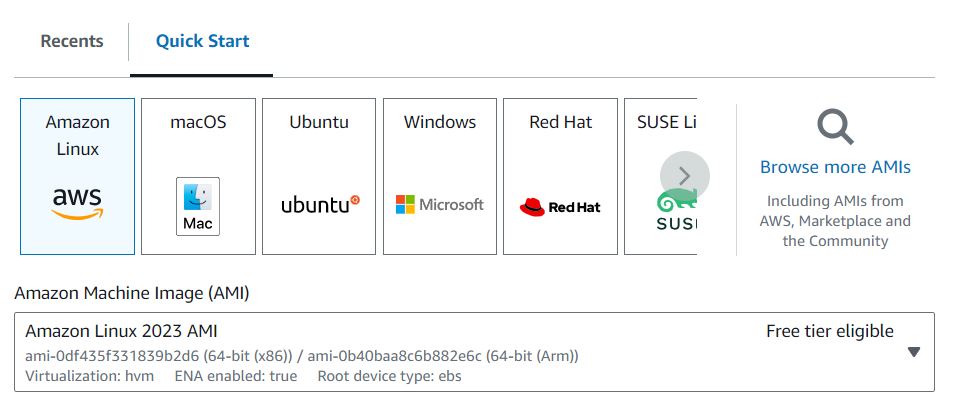 Recents
Quick Start
Amazon
Linux
aws
macOS
Mac
Ubuntu
ubuntu
Windows
Microsoft
Red Hat
Red Hat
SUSE Li
SUS
Browse more AMIs
Including AMIs from
AWS, Marketplace and
the Community
Amazon Machine Image (AMI)
Amazon Linux 2023 AMI
Free tier eligible
ami-0df435f331839b2d6 (64-bit (x86)) / ami-0b40baa8c6b882e6c (64-bit (Arm))
Virtualization: hvm ENA enabled: true Root device type: ebs